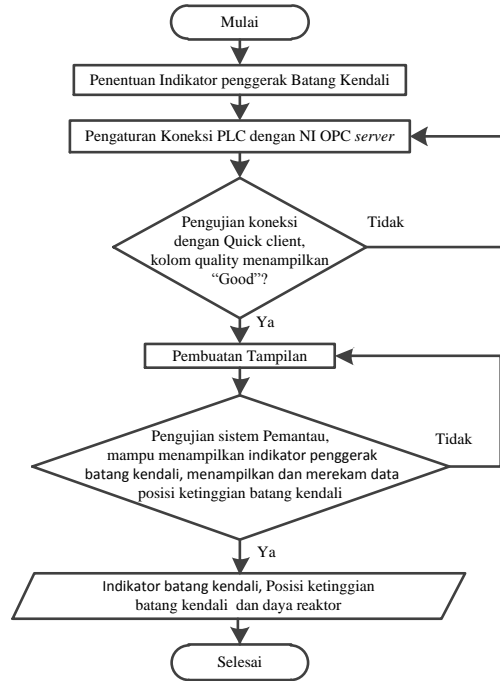 Mulai
Penentuan Indikator penggerak Batang Kendali
Pengaturan Koneksi PLC dengan NI OPC server
Pengujian koneksi
dengan Quick client,
kolom quality menampilkan
“Good”?
Tidak
Ya
Pembuatan Tampilan
Pengujian sistem Pemantau,
mampu menampilkan indikator penggerak
batang kendali, menampilkan dan merekam data
posisi ketinggian batang kendali
Tidak
Ya
Indikator batang kendali, Posisi ketinggian
batang kendali dan daya reaktor
Selesai